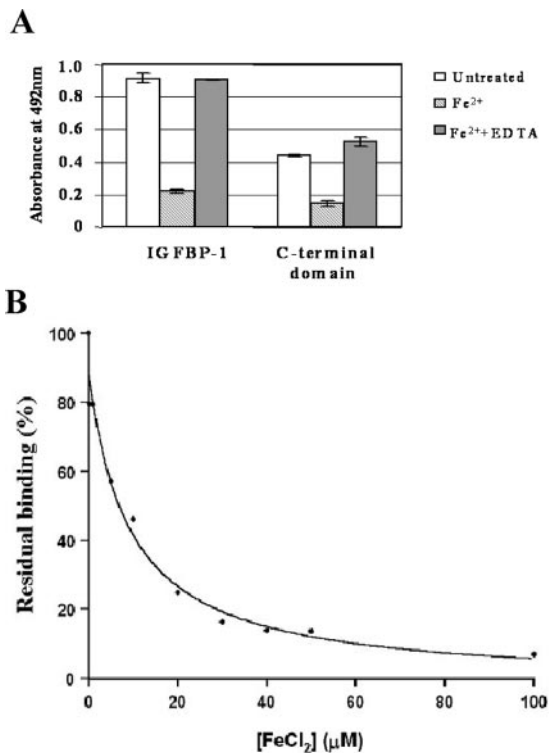 A
Absorbance at 492nm
1.0
0.8
0.6
0.4
0.2
0
IGFBP-1
C-terminal
domain
Untreated
Fe²⁺
Fe²⁺+EDTA
B
Residual binding (%)
100
80
60
40
20
0
0
20
40
60
80
100
[FeCl₂] (µM)